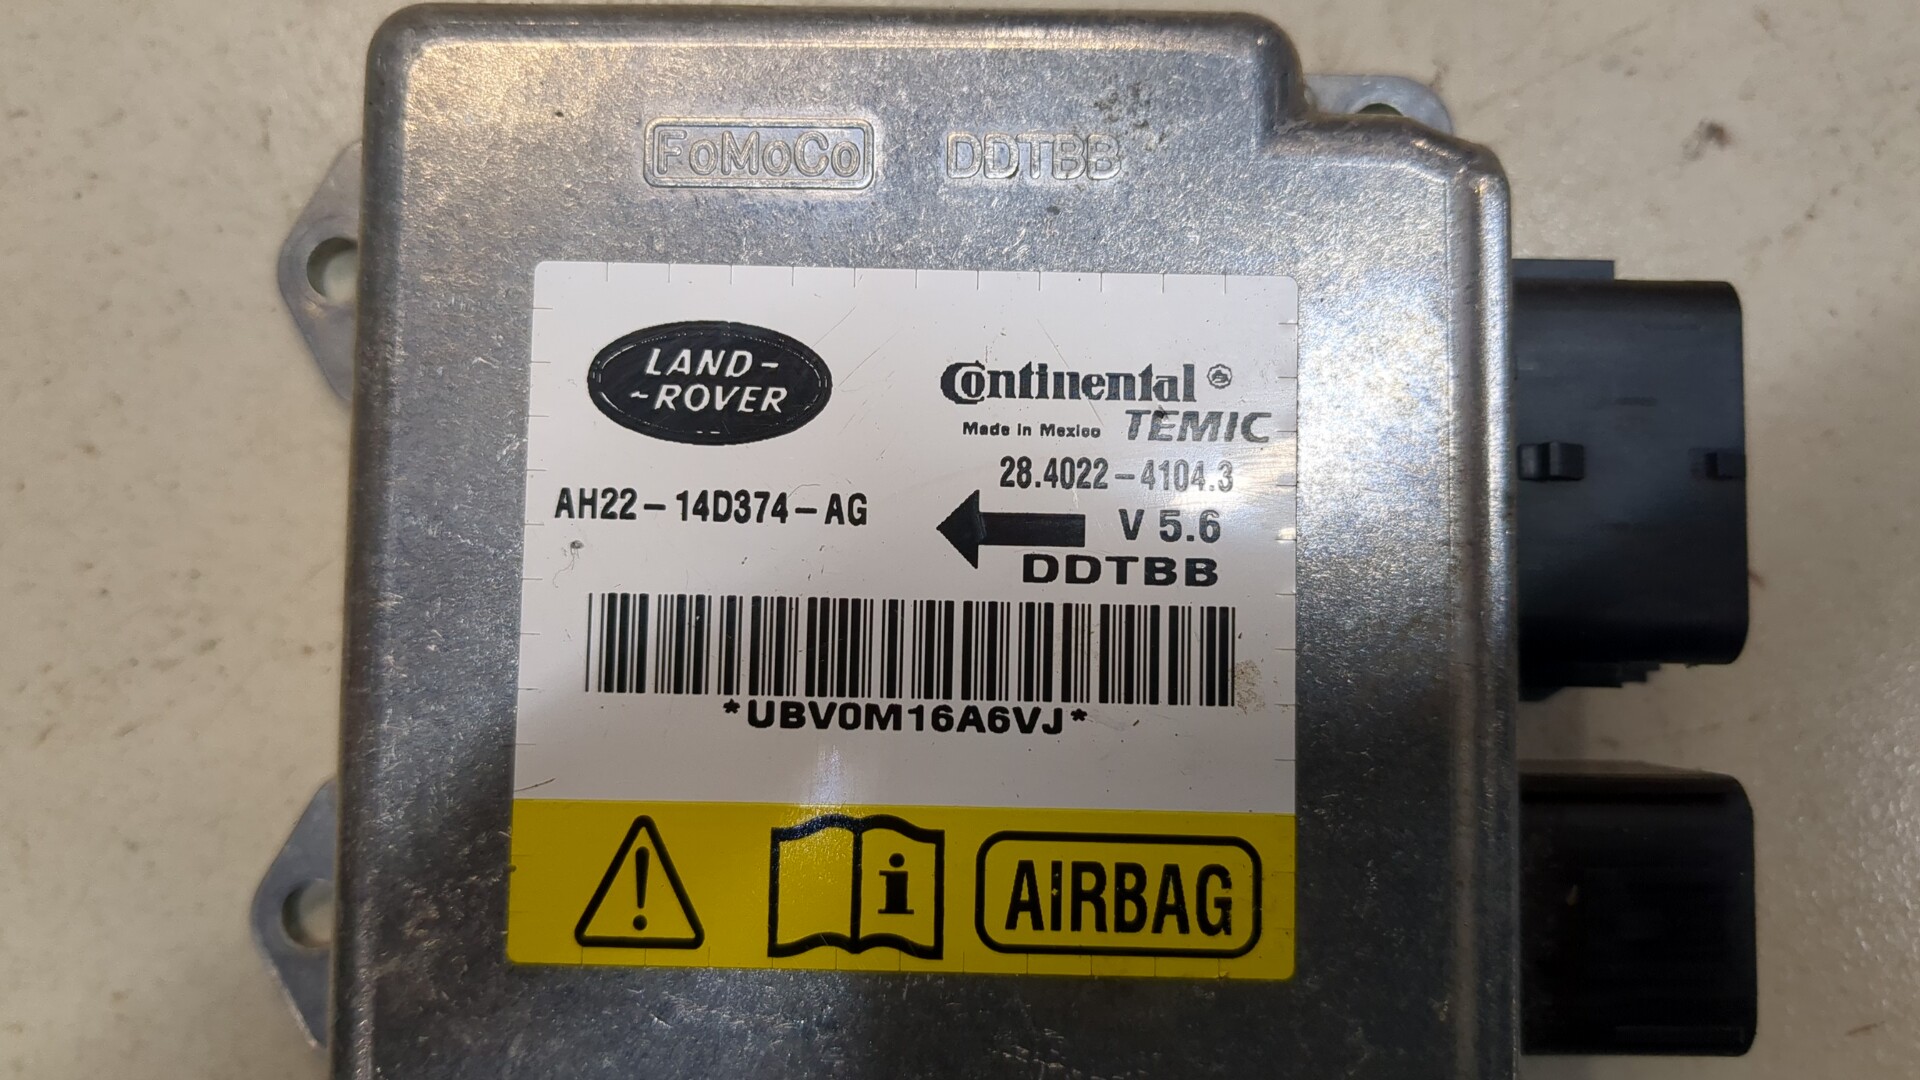 FoMoCo DDTBB
LAND-
-ROVER
Continental
Made in Mexico TEMIC
28.4022-4104.3
AH22-14D374-AG
V 5.6
DDTBB
*UBV0M16A6VJ*
i
AIRBAG